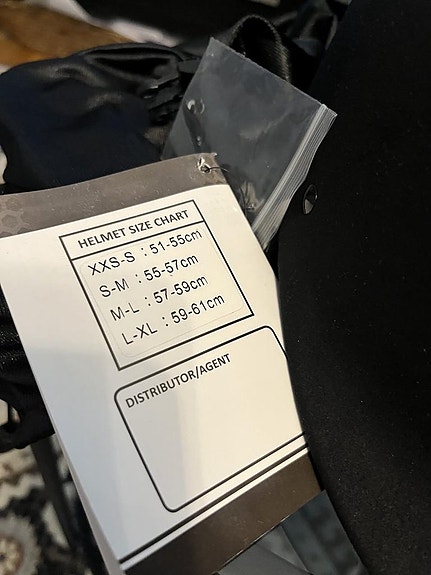 HELMET SIZE CHART
XXS-S : 51-55cm
S-M : 55-57cm
M-L : 57-59cm
L-XL : 59-61cm
DISTRIBUTOR/AGENT